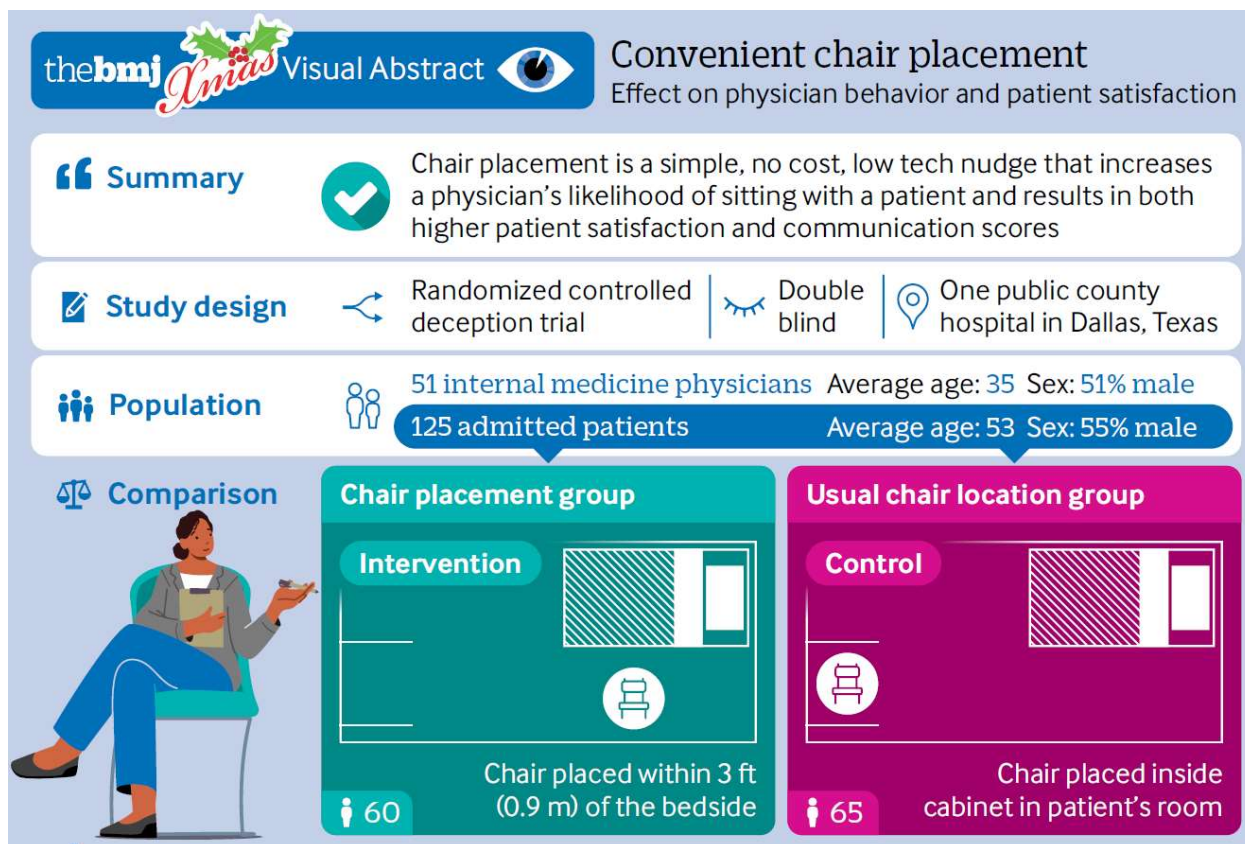 thebmj Xmas Visual Abstract
Convenient chair placement
Effect on physician behavior and patient satisfaction
Summary
Chair placement is a simple, no cost, low tech nudge that increases
a physician's likelihood of sitting with a patient and results in both
higher patient satisfaction and communication scores
Study design
Randomized controlled
deception trial
Double
blind
One public county
hospital in Dallas, Texas
Population
51 internal medicine physicians Average age: 35 Sex: 51% male
125 admitted patients Average age: 53 Sex: 55% male
Comparison
Chair placement group
Intervention
Chair placed within 3 ft
(0.9 m) of the bedside
60
Usual chair location group
Control
Chair placed inside
cabinet in patient's room
65